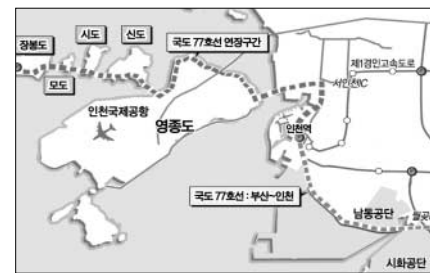 장봉도
시도
신도
국도 77호선 연장구간
모도
제1경인고속도로
서인천IC
인천국제공항
영종도
인천역
국도 77호선 : 부산~인천
남동공단
시화공단